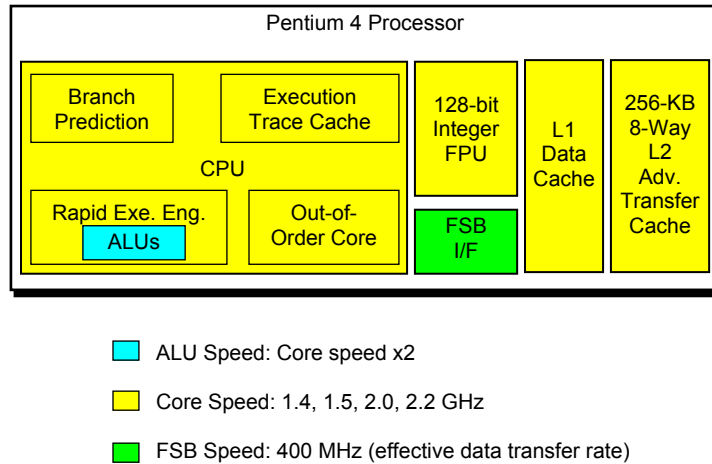 Pentium 4 Processor
Branch
Prediction
Execution
Trace Cache
CPU
Rapid Exe. Eng.
ALUs
Out-of-
Order Core
128-bit
Integer
FPU
FSB
I/F
L1
Data
Cache
256-KB
8-Way
L2
Adv.
Transfer
Cache
ALU Speed: Core speed x2
Core Speed: 1.4, 1.5, 2.0, 2.2 GHz
FSB Speed: 400 MHz (effective data transfer rate)